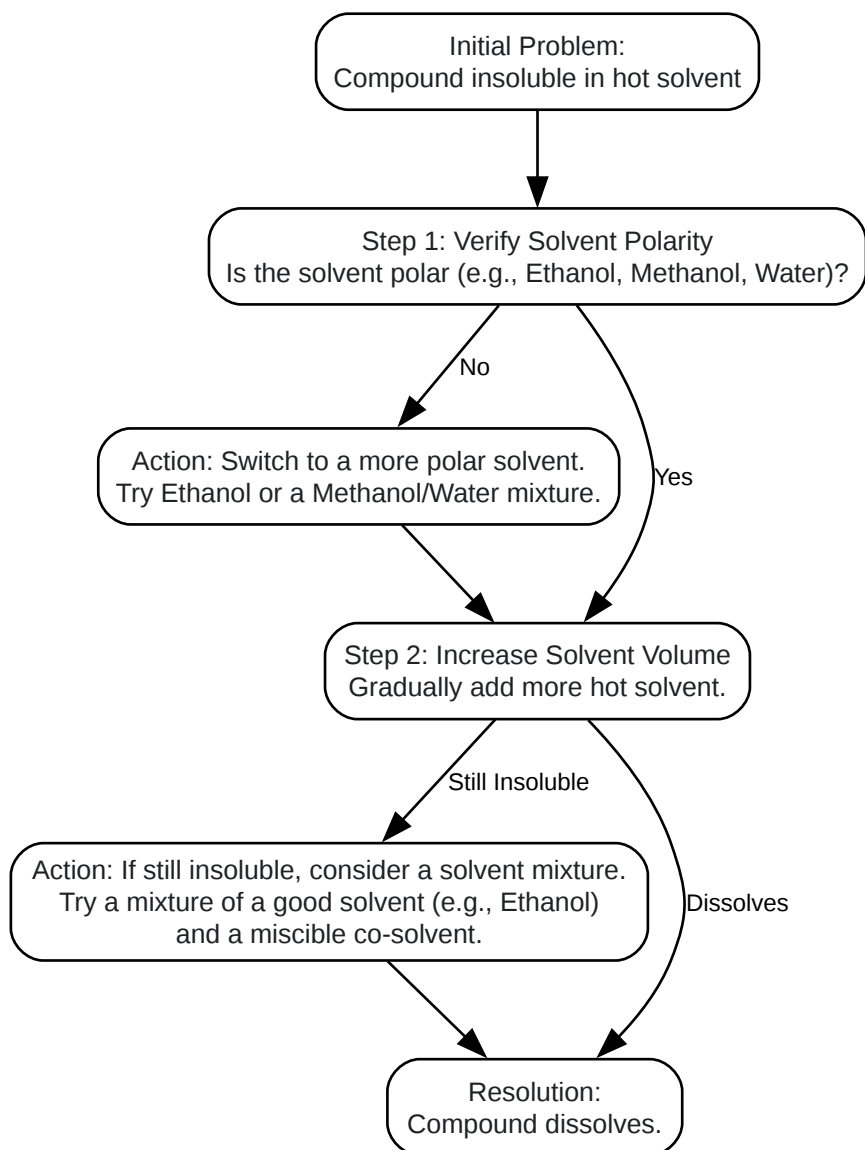 Initial Problem:
Compound insoluble in hot solvent
Step 1: Verify Solvent Polarity
Is the solvent polar (e.g., Ethanol, Methanol, Water)?
No
Action: Switch to a more polar solvent.
Try Ethanol or a Methanol/Water mixture.
Yes
Step 2: Increase Solvent Volume
Gradually add more hot solvent.
Still Insoluble
Action: If still insoluble, consider a solvent mixture.
Try a mixture of a good solvent (e.g., Ethanol)
and a miscible co-solvent.
Dissolves
Resolution:
Compound dissolves.